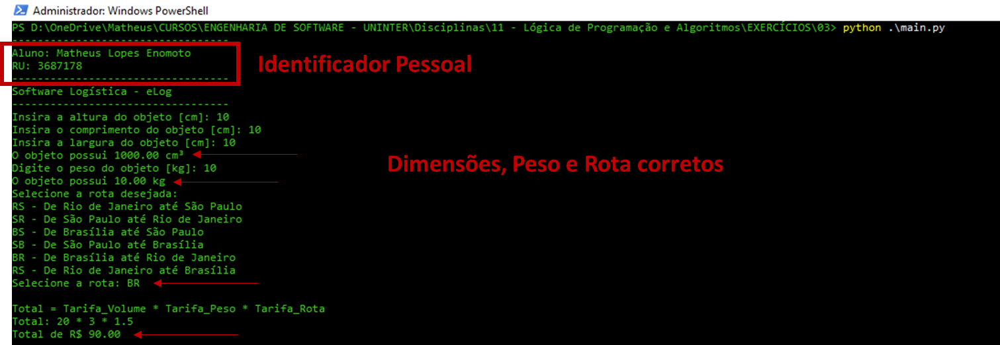 Administrador: Windows PowerShell
PS D:\OneDrive\Matheus\CURSOS\ENGENHARIA DE SOFTWARE - UNINTER\Disciplinas\11 - Lógica de Programação e Algoritmos\EXERCÍCIOS\03> python .\main.py
----------------------------------
Aluno: Matheus Lopes Enomoto
RU: 3687178
Identificador Pessoal
----------------------------------
Software Logística - eLog
----------------------------------
Insira a altura do objeto [cm]: 10
Insira o comprimento do objeto [cm]: 10
Insira a largura do objeto [cm]: 10
O objeto possui 1000.00 cm³
Dimensões, Peso e Rota corretos
Digite o peso do objeto [kg]: 10
O objeto possui 10.00 kg
Selecione a rota desejada:
RS - De Rio de Janeiro até São Paulo
SR - De São Paulo até Rio de Janeiro
BS - De Brasília até São Paulo
SB - De São Paulo até Brasília
BR - De Brasília até Rio de Janeiro
RS - De Rio de Janeiro até Brasília
Selecione a rota: BR
Total = Tarifa_Volume * Tarifa_Peso * Tarifa_Rota
Total: 20 * 3 * 1.5
Total de R$ 90.00